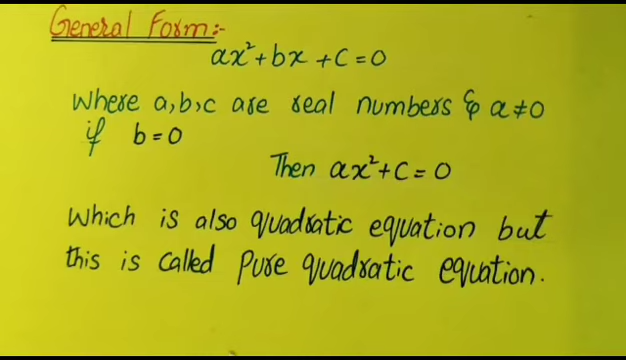 General Form:-
ax²+bx+C=0
Where a,b,c are real numbers & a≠0
if b=0
Then ax²+C=0
Which is also quadratic equation but
this is called Pure quadratic equation.